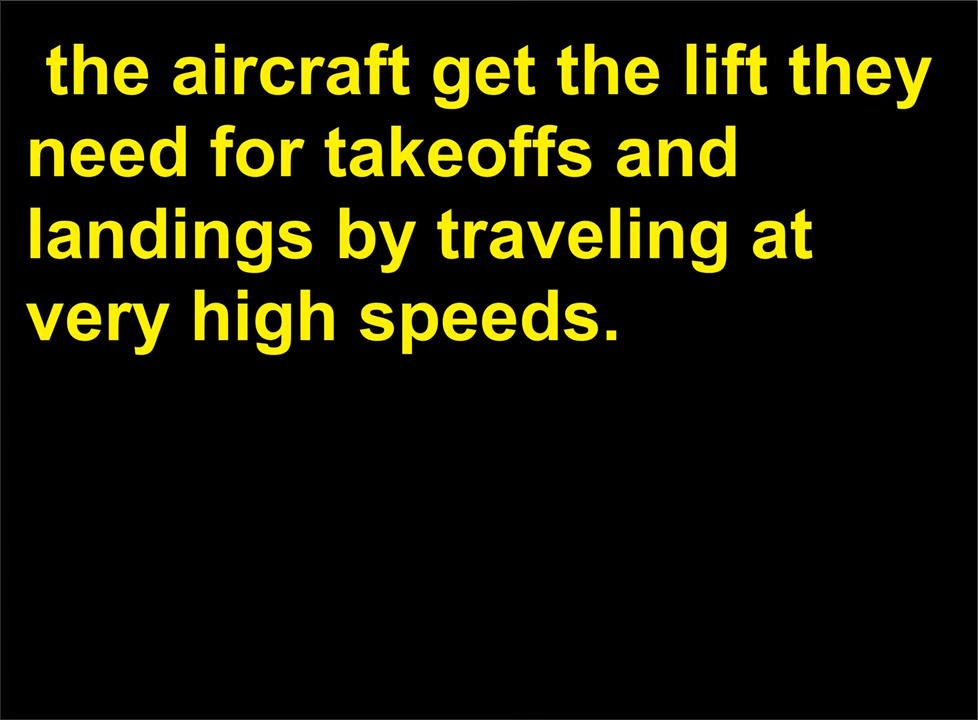 the aircraft get the lift they
need for takeoffs and
landings by traveling at
very high speeds.